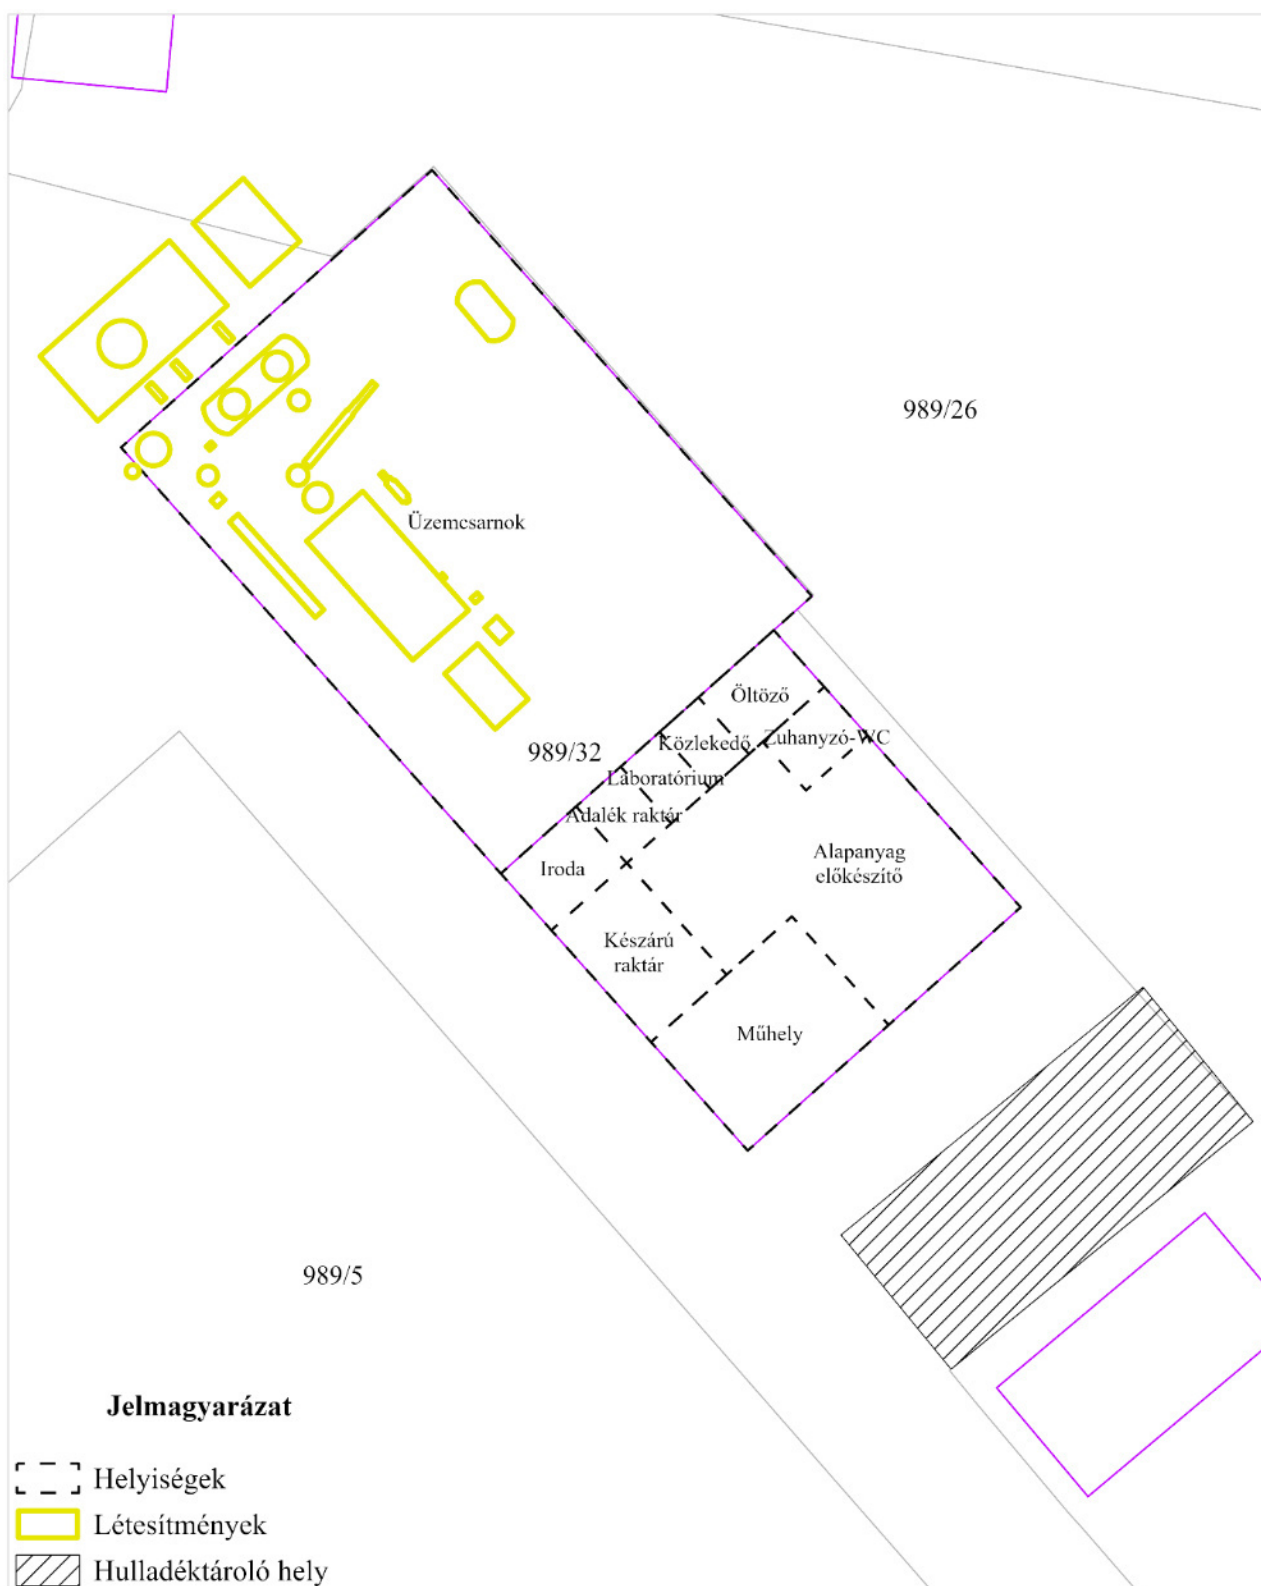 989/26
Üzemcsarnok
Öltöző
Zuhanyzó-WC
Közlekedő
989/32
Laboratórium
Adalék raktár
Alapanyag
előkészítő
Iroda
Készárú
raktár
Műhely
989/5
Jelmagyarázat
Helyiségek
Létesítmények
Hulladéktároló hely